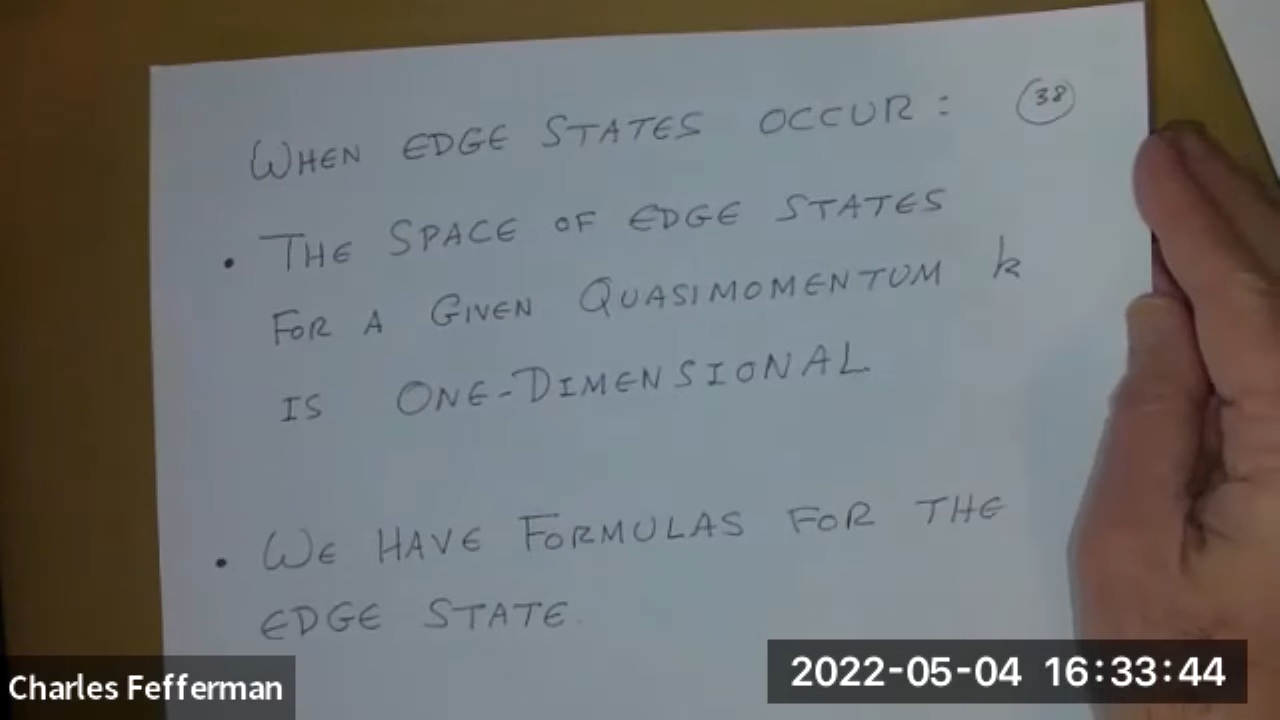 WHEN EDGE STATES OCCUR: 38
• THE SPACE OF EDGE STATES
FOR A GIVEN QUASIMOMENTUM k
IS ONE-DIMENSIONAL.
• WE HAVE FORMULAS FOR THE
EDGE STATE.
Charles Fefferman
2022-05-04 16:33:44